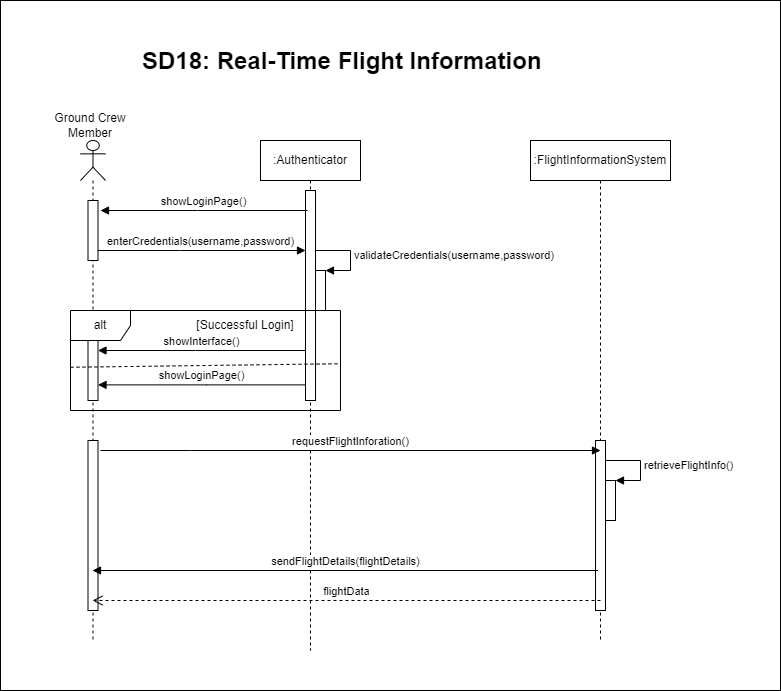 SD18: Real-Time Flight Information
Ground Crew
Member
:Authenticator
:FlightInformationSystem
showLoginPage()
enterCredentials(username,password)
validateCredentials(username,password)
alt
[Successful Login]
showInterface()
showLoginPage()
requestFlightInforation()
retrieveFlightInfo()
sendFlightDetails(flightDetails)
flightData